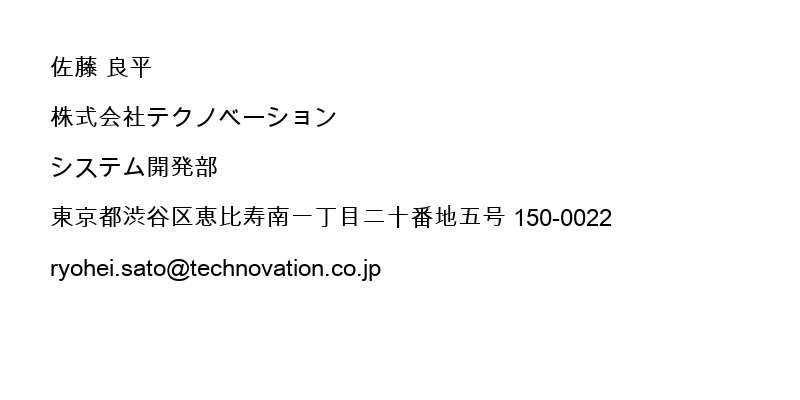 佐藤 良平
株式会社テクノベーション
システム開発部
東京都渋谷区恵比寿南一丁目二十番地五号 150-0022
ryohei.sato@technovation.co.jp